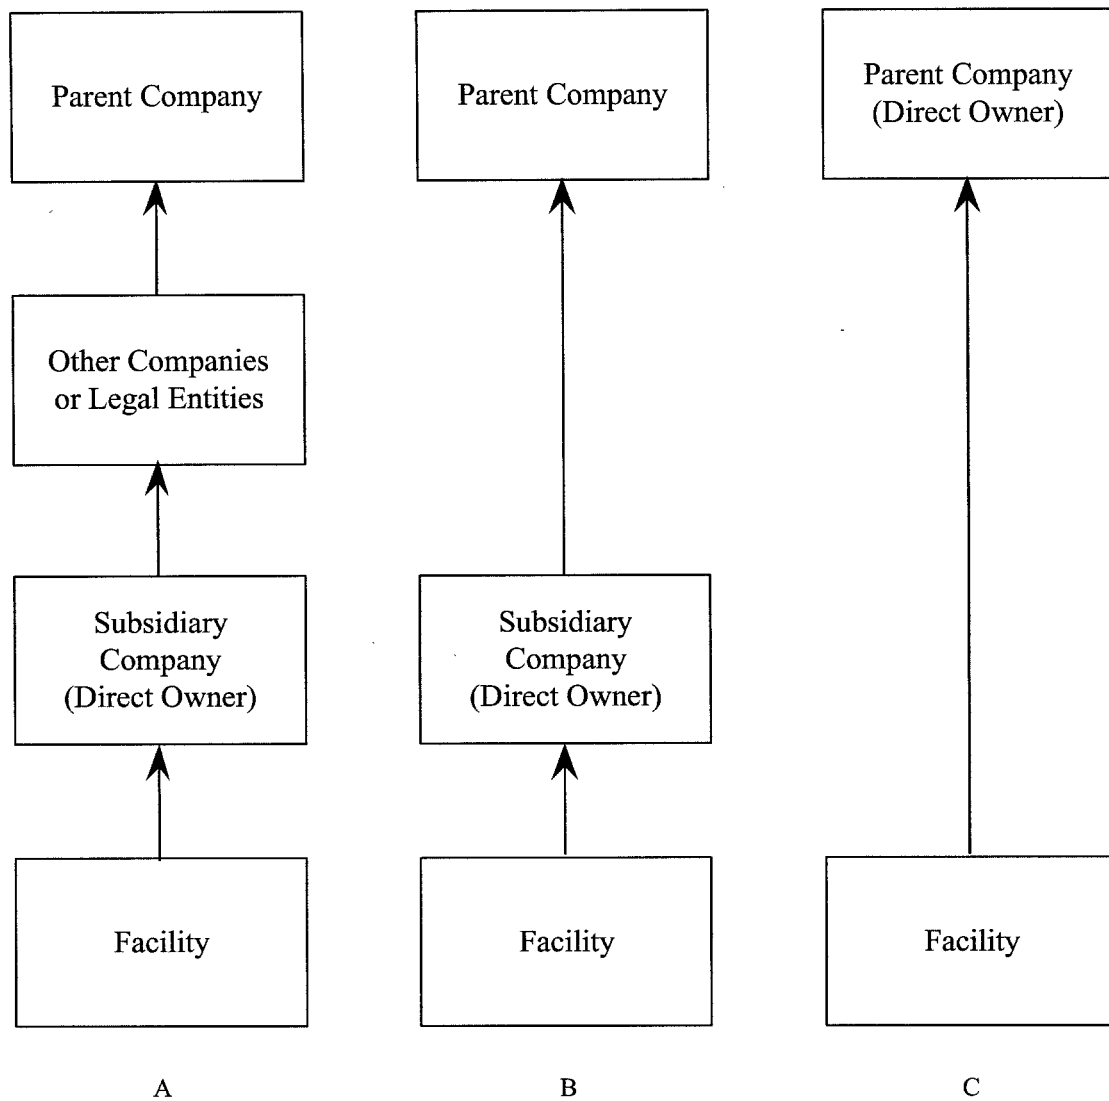 Parent Company
Other Companies
or Legal Entities
Subsidiary
Company
(Direct Owner)
Facility
A
Parent Company
Subsidiary
Company
(Direct Owner)
Facility
B
Parent Company
(Direct Owner)
Facility
C